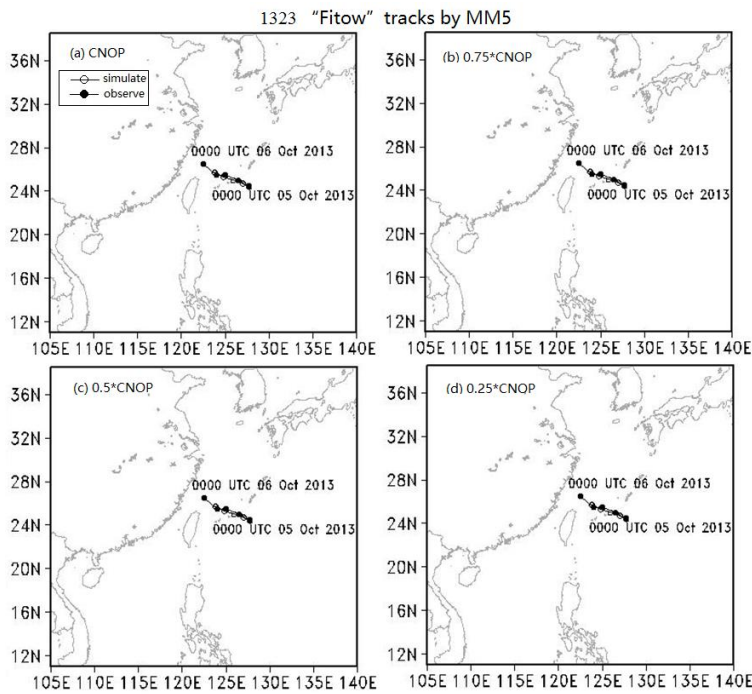 1323 “Fitow” tracks by MM5
(a) CNOP
simulate
observe
36N
32N
28N
24N
20N
16N
12N
0000 UTC 06 Oct 2013
0000 UTC 05 Oct 2013
105E 110E 115E 120E 125E 130E 135E 140E
(b) 0.75*CNOP
36N
32N
28N
24N
20N
16N
12N
0000 UTC 06 Oct 2013
0000 UTC 05 Oct 2013
105E 110E 115E 120E 125E 130E 135E 140E
(c) 0.5*CNOP
36N
32N
28N
24N
20N
16N
12N
0000 UTC 06 Oct 2013
0000 UTC 05 Oct 2013
105E 110E 115E 120E 125E 130E 135E 140E
(d) 0.25*CNOP
36N
32N
28N
24N
20N
16N
12N
0000 UTC 06 Oct 2013
0000 UTC 05 Oct 2013
105E 110E 115E 120E 125E 130E 135E 140E